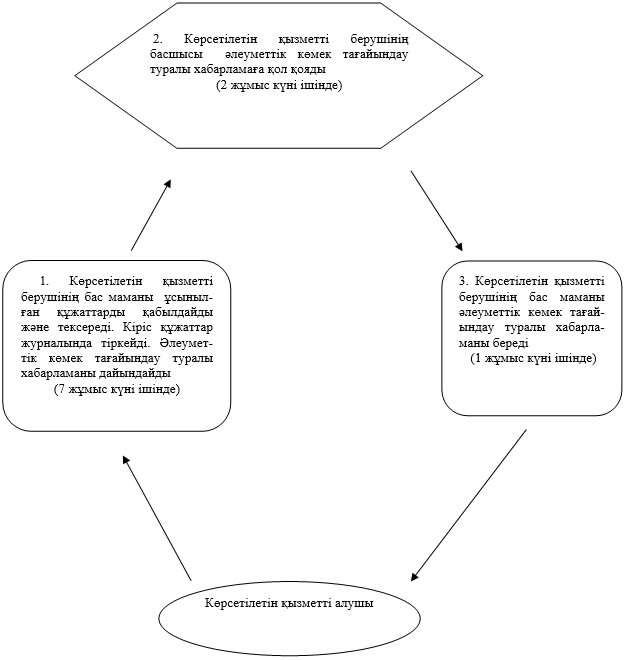 2. Көрсетілетін қызметті берушінің
басшысы әлеуметтік көмек тағайындау
туралы хабарламаға қол қояды
(2 жұмыс күні ішінде)
1. Көрсетілетін қызметті
берушінің бас маманы ұсыныл-
ған құжаттарды қабылдайды
және тексереді. Кіріс құжаттар
журналында тіркейді. Әлеумет-
тік көмек тағайындау туралы
хабарламаны дайындайды
(7 жұмыс күні ішінде)
3. Көрсетілетін қызметті
берушінің бас маманы
әлеуметтік көмек тағай-
ындау туралы хабарла-
маны береді
(1 жұмыс күні ішінде)
Көрсетілетін қызметті алушы